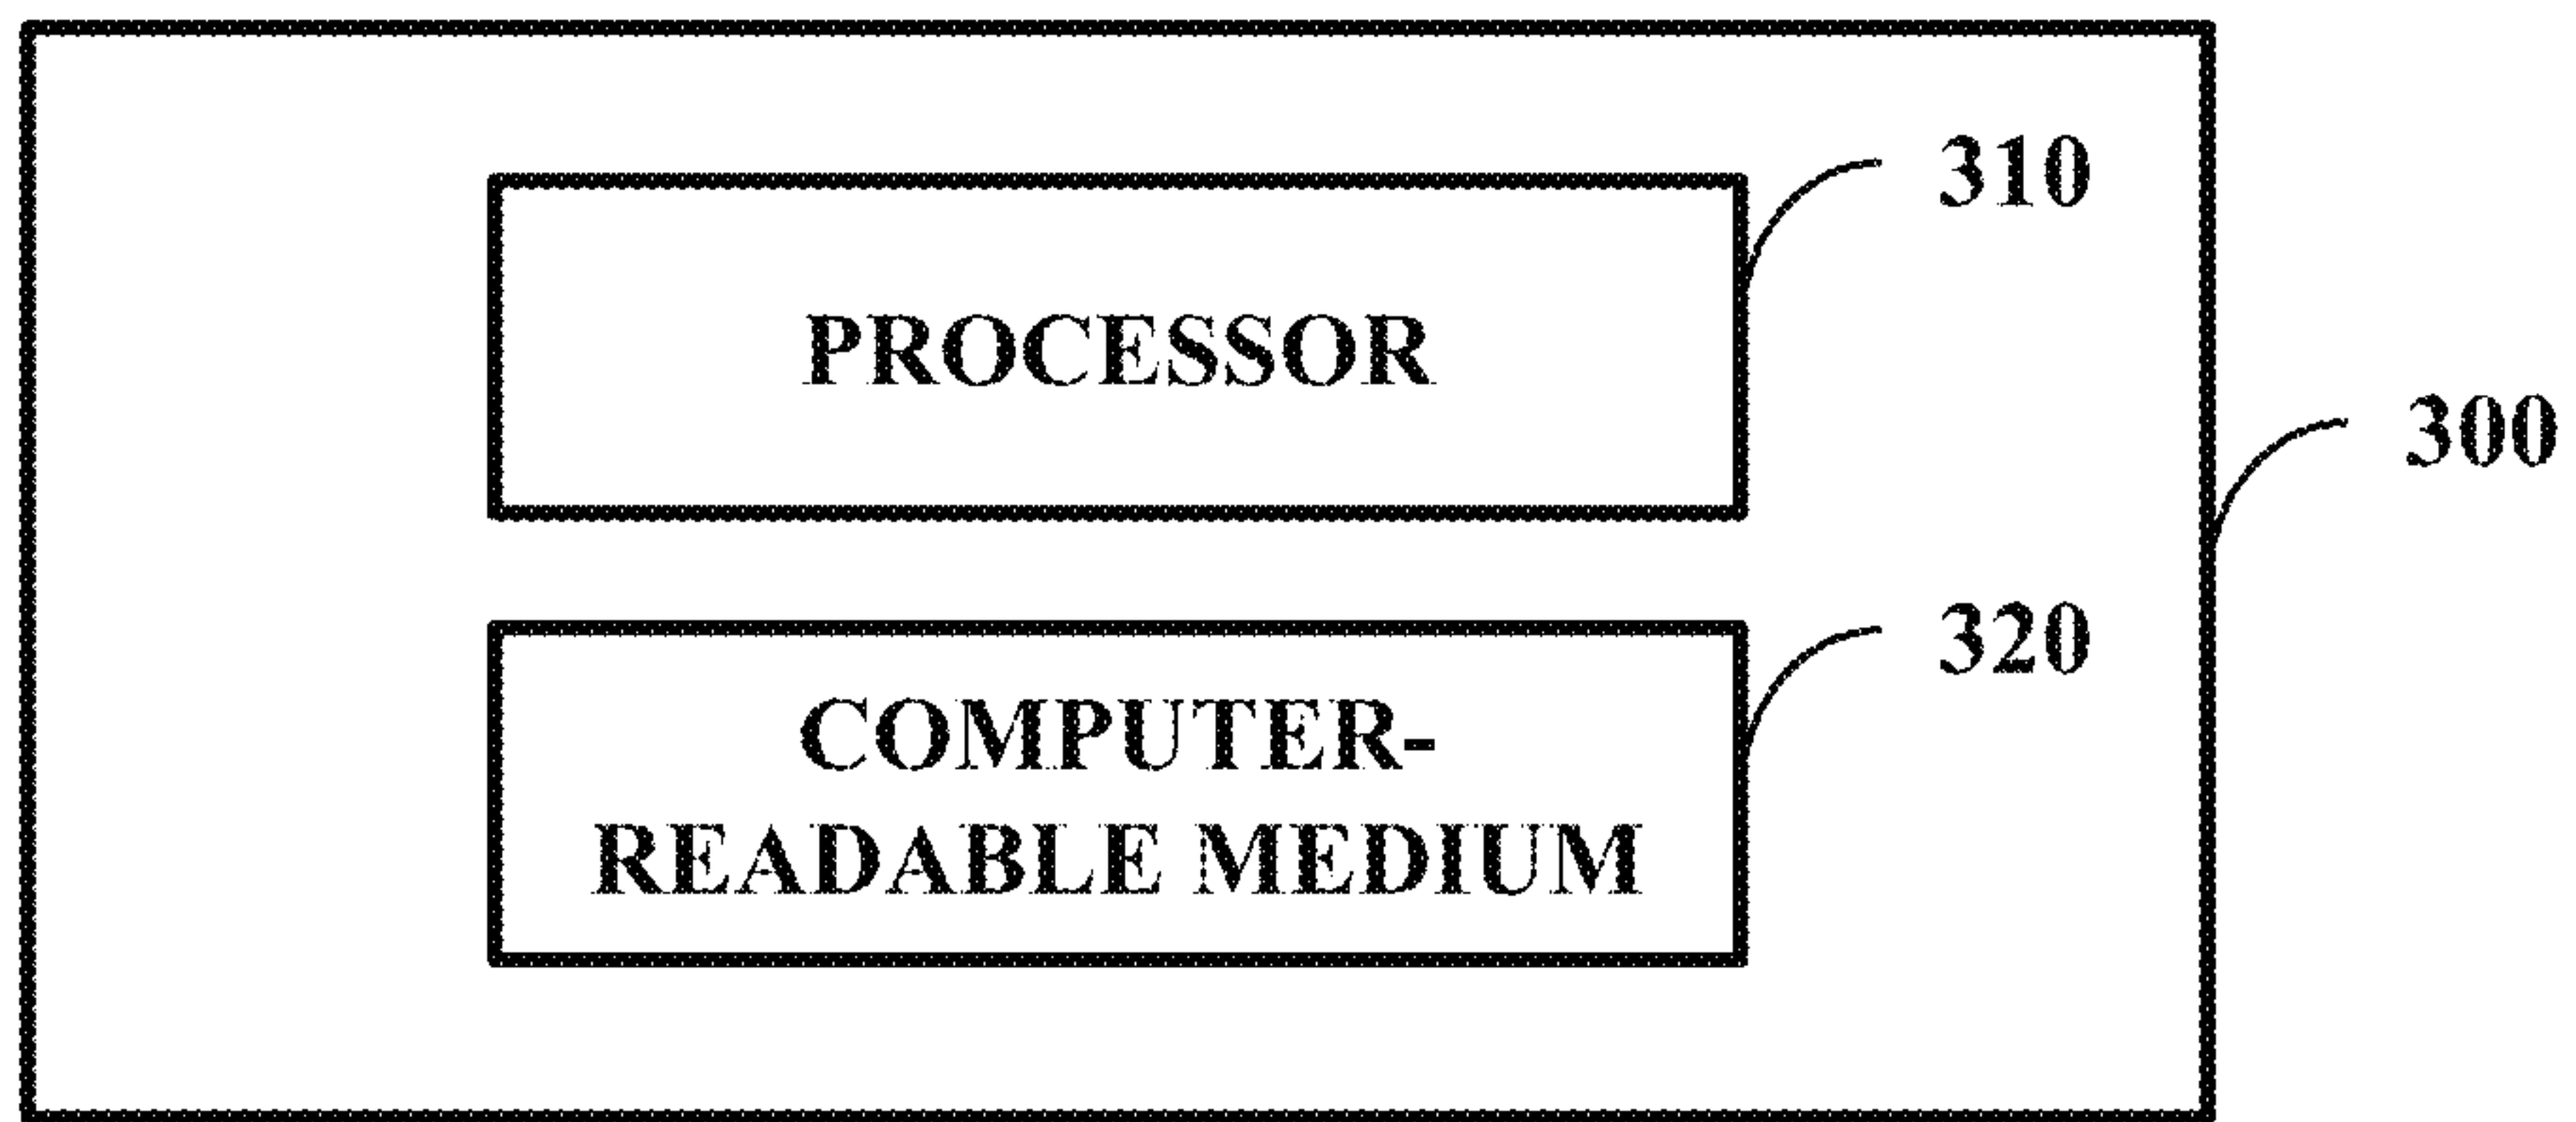 310
PROCESSOR
300
320
COMPUTER-
READABLE MEDIUM